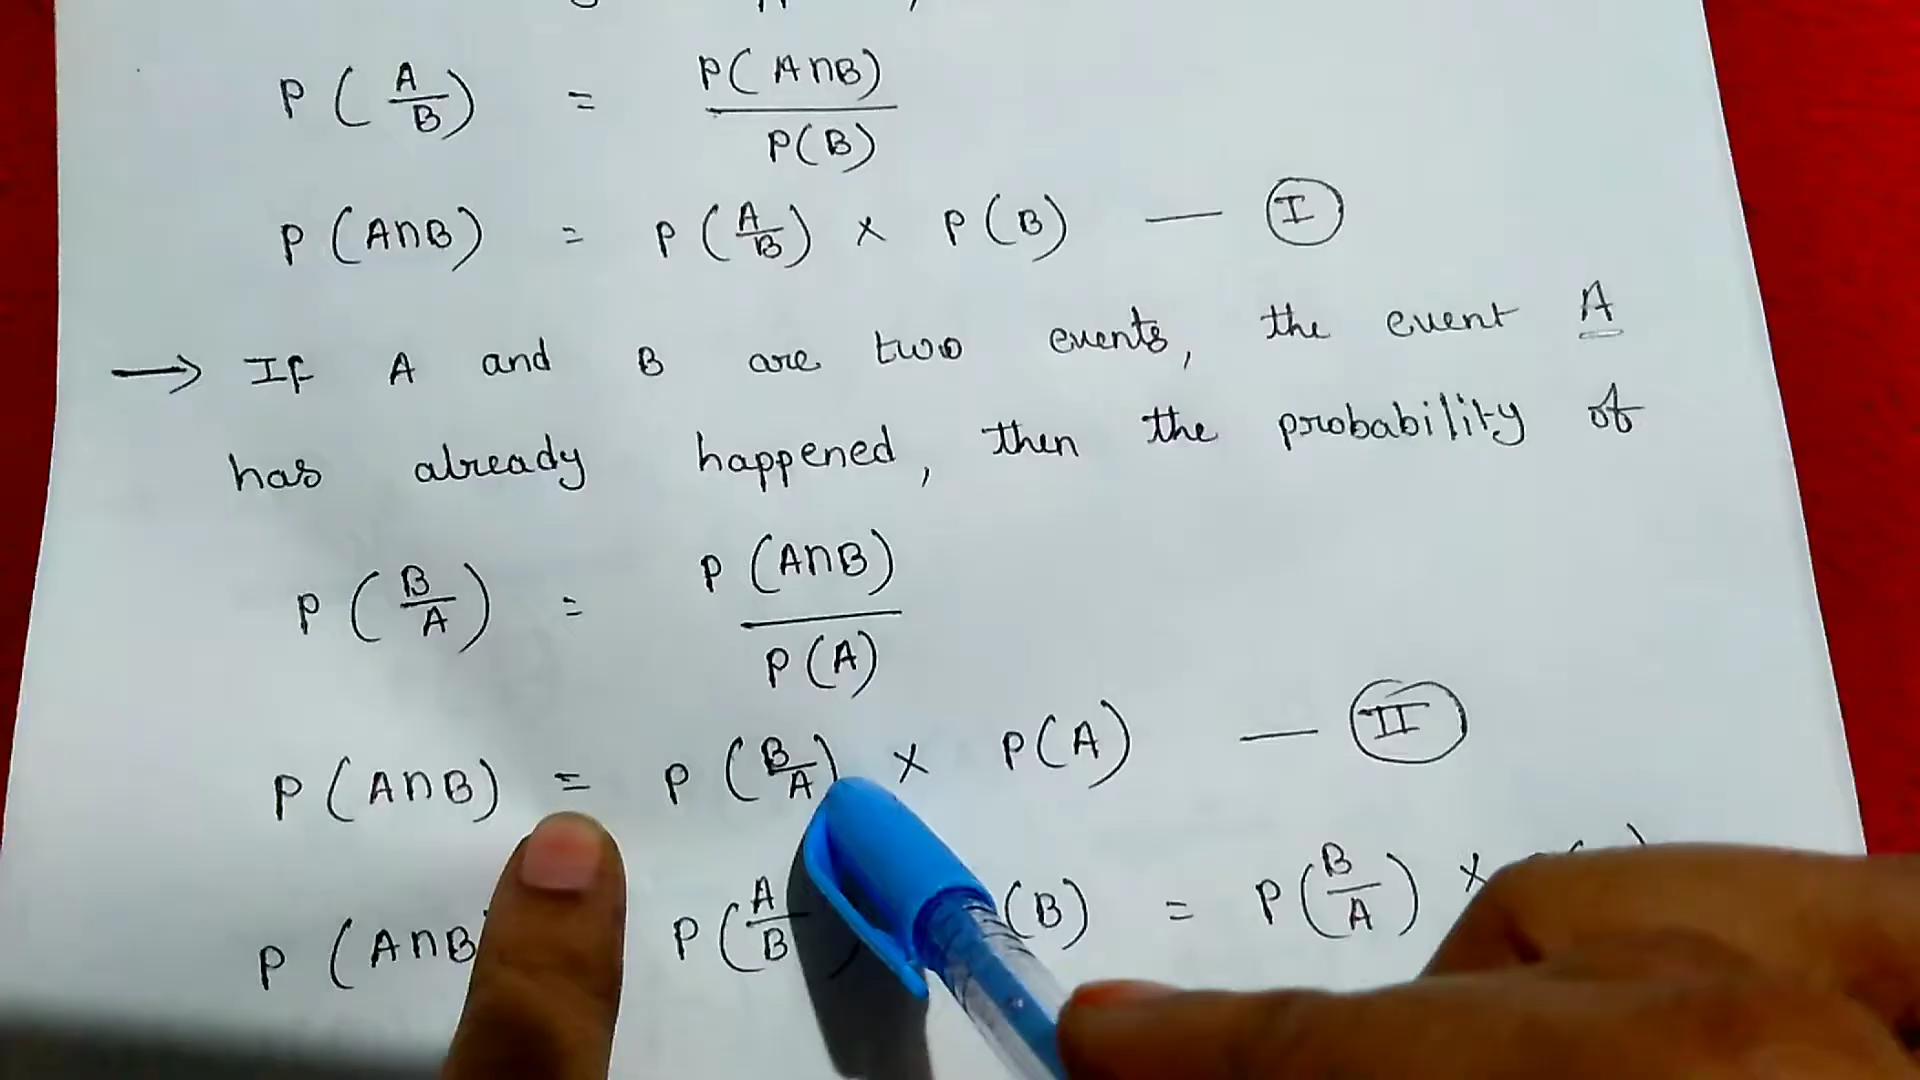 P(A/B) = P(A∩B)/P(B)
P(A∩B) = P(A/B) × P(B) — I
→ If A and B are two events, the event A
has already happened, then the probability of
P(B/A) = P(A∩B)/P(A)
P(A∩B) = P(B/A) × P(A) — II
P(A∩B P(A/B (B) = P(B/A) ×